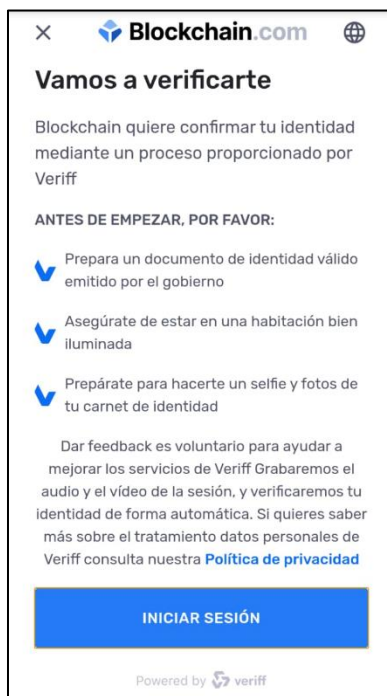 Blockchain.com
Vamos a verificarte
Blockchain quiere confirmar tu identidad
mediante un proceso proporcionado por
Veriff
ANTES DE EMPEZAR, POR FAVOR:
Prepara un documento de identidad válido
emitido por el gobierno
Asegúrate de estar en una habitación bien
iluminada
Prepárate para hacerte un selfie y fotos de
tu carnet de identidad
Dar feedback es voluntario para ayudar a
mejorar los servicios de Veriff Grabaremos el
audio y el vídeo de la sesión, y verificaremos tu
identidad de forma automática. Si quieres saber
más sobre el tratamiento datos personales de
Veriff consulta nuestra Política de privacidad
INICIAR SESIÓN
Powered by veriff